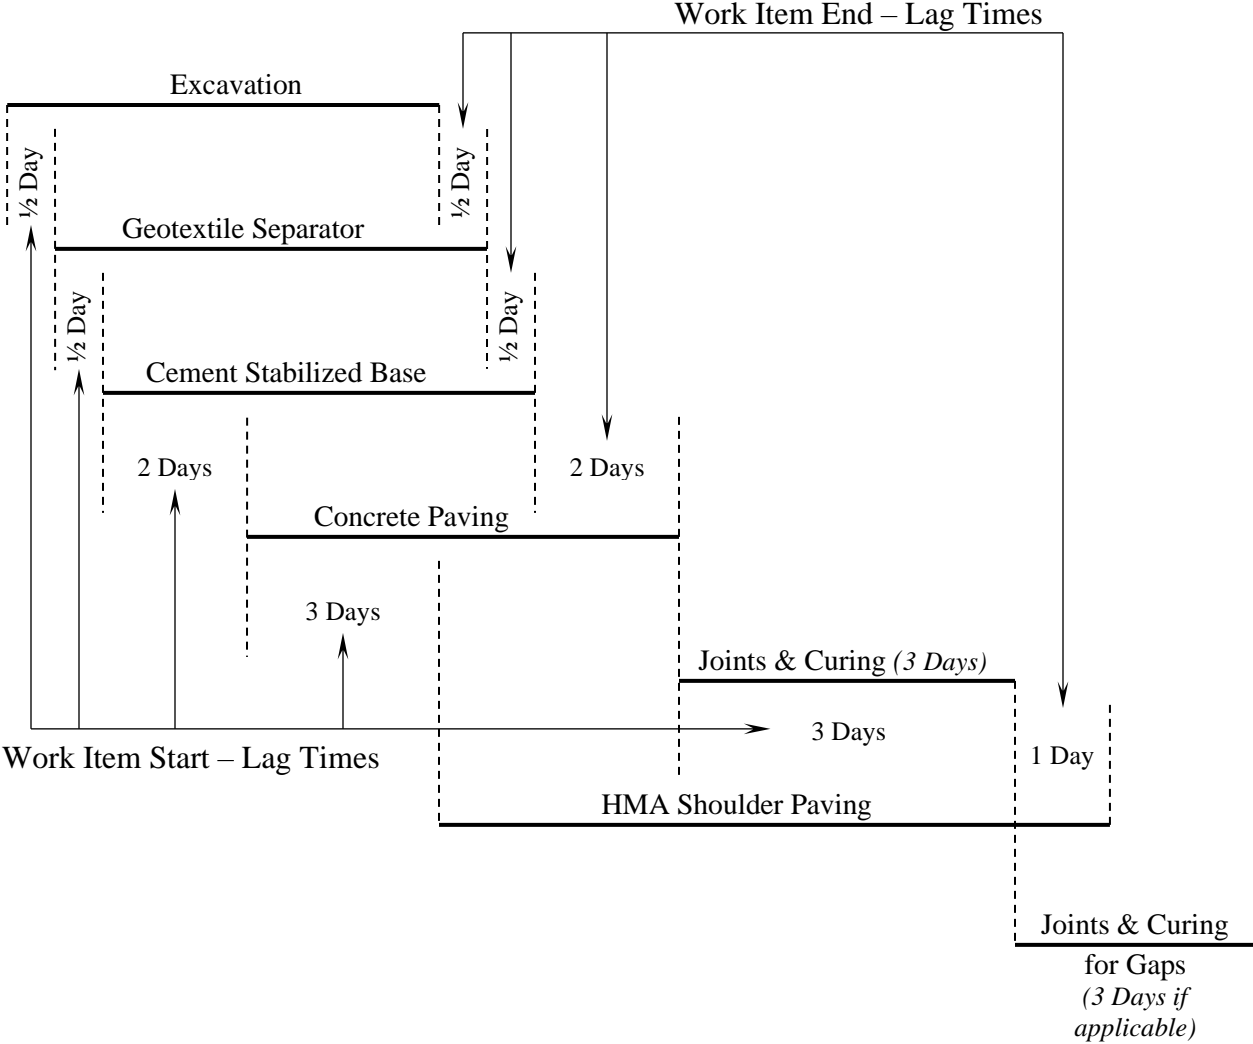 Work Item End – Lag Times
Excavation
½ Day
½ Day
Geotextile Separator
½ Day
½ Day
Cement Stabilized Base
2 Days
2 Days
Concrete Paving
3 Days
Joints & Curing (3 Days)
3 Days
Work Item Start – Lag Times
1 Day
HMA Shoulder Paving
Joints & Curing
for Gaps
(3 Days if
applicable)